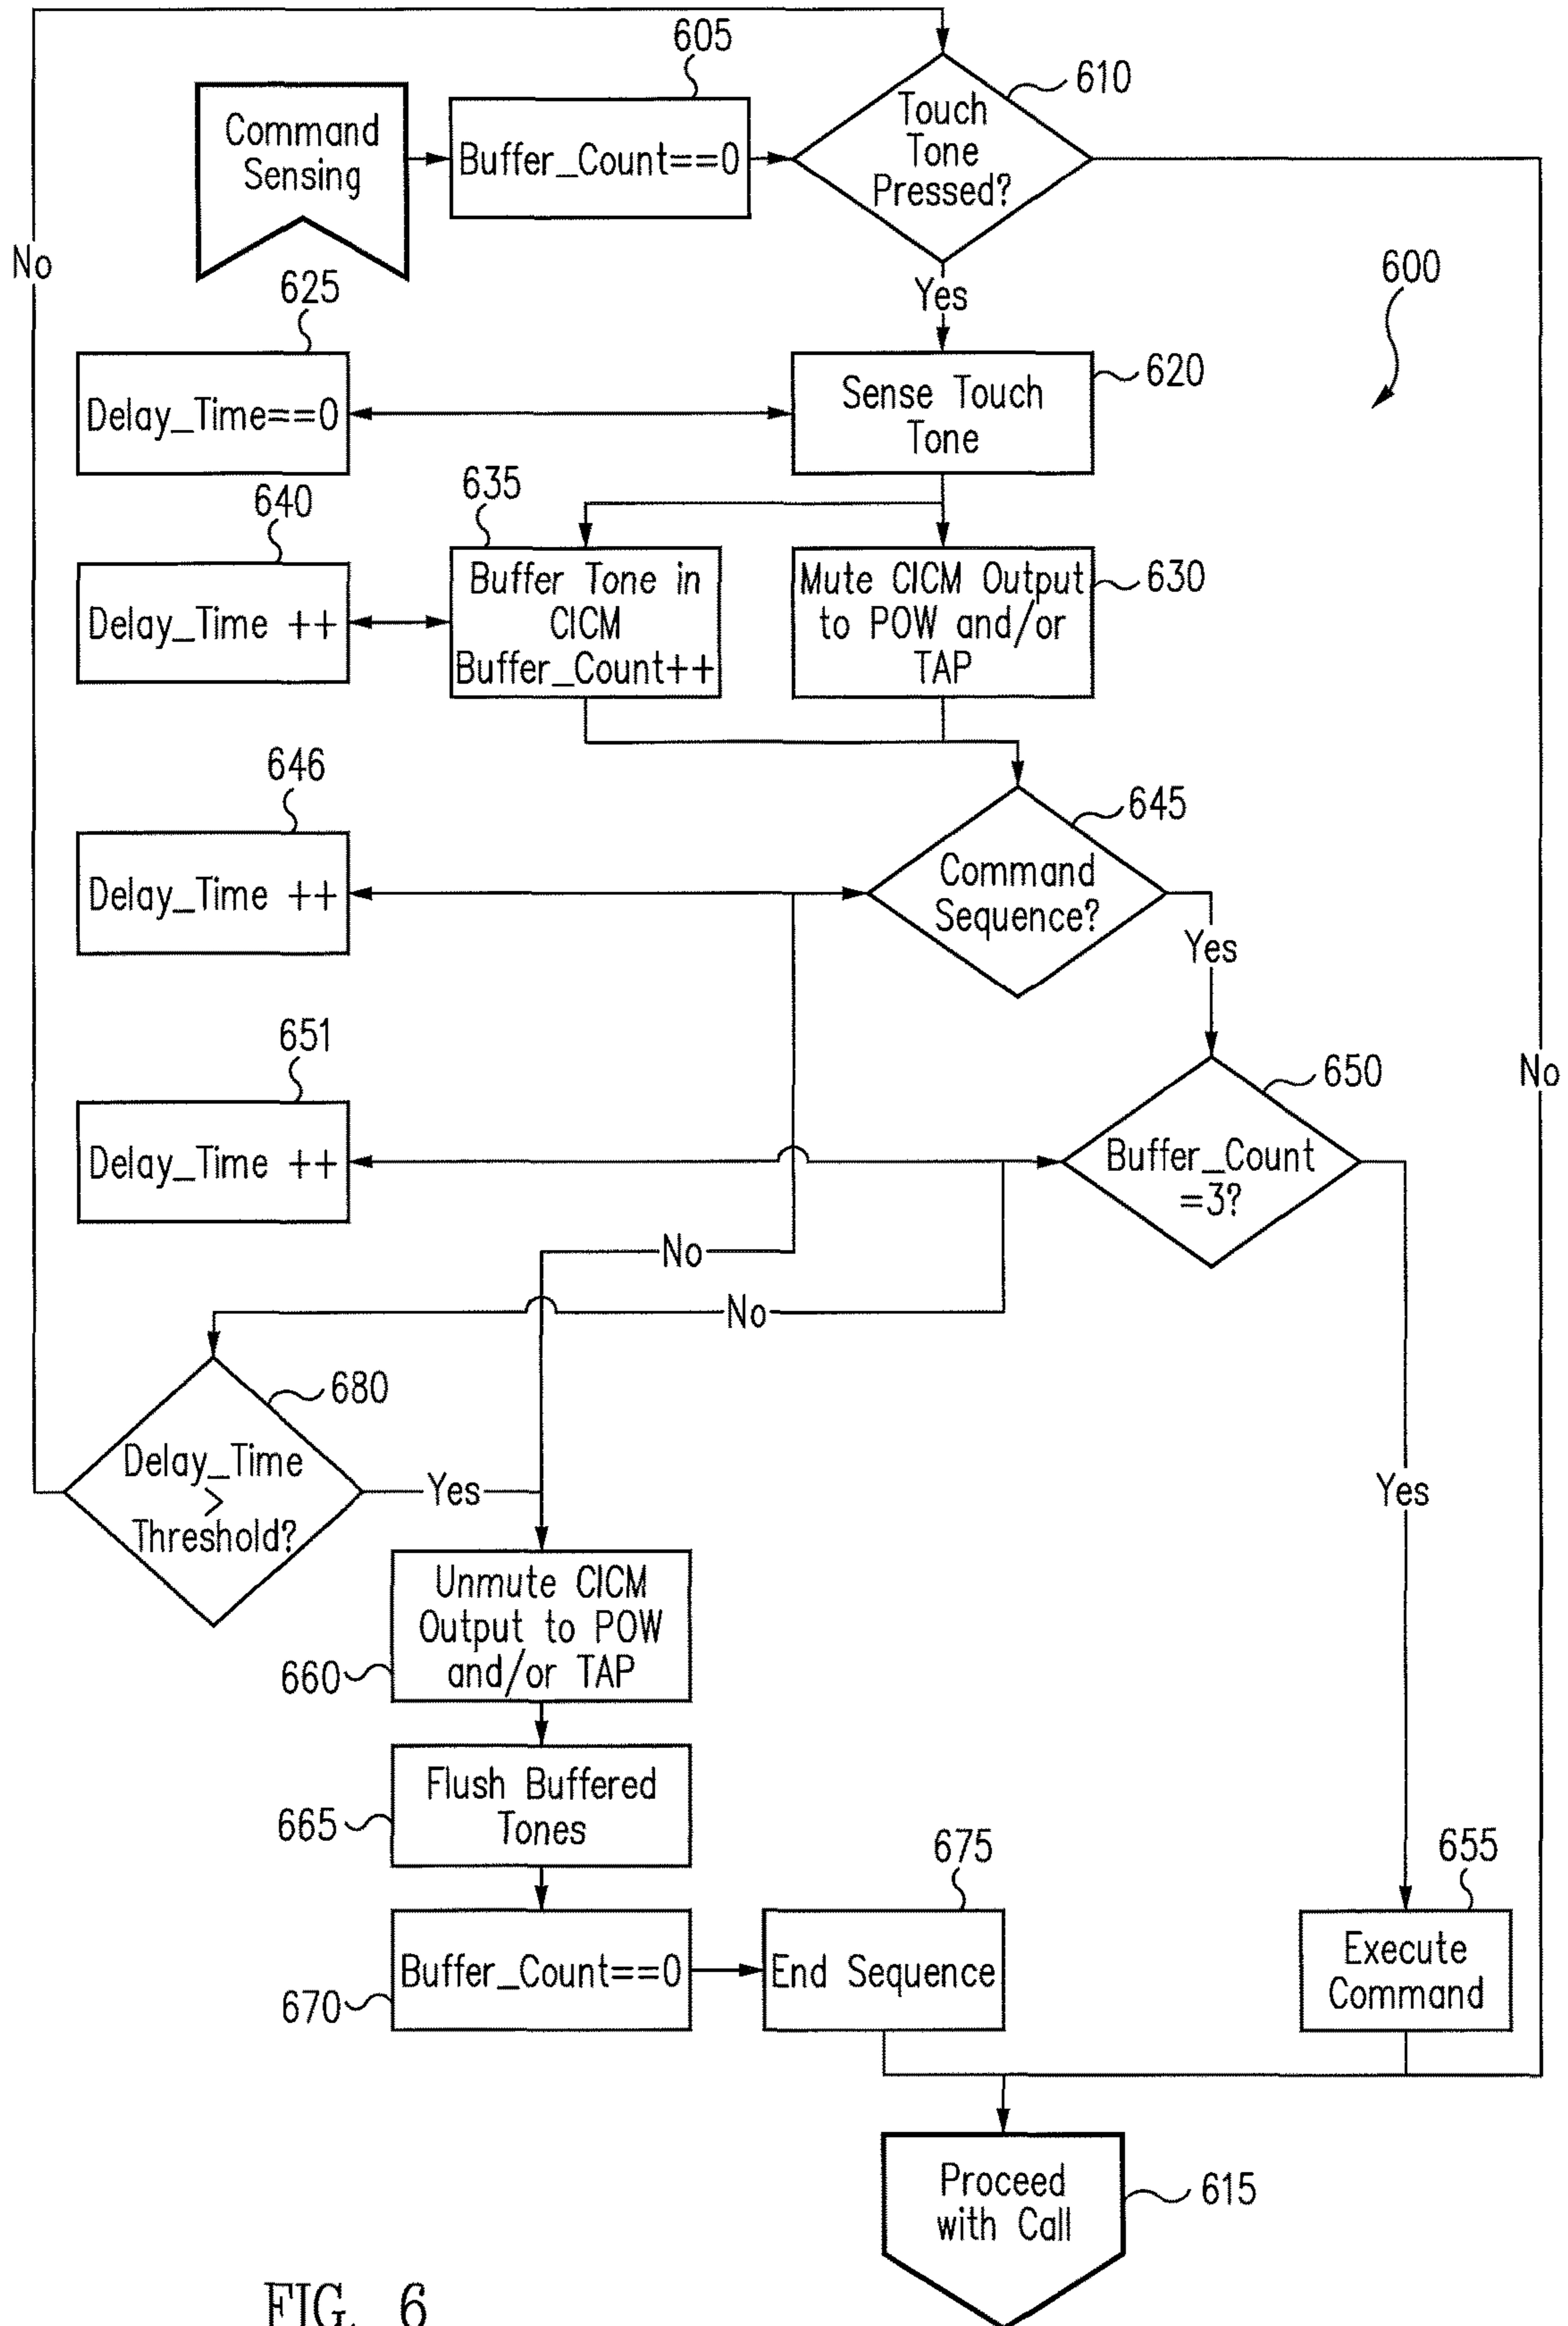 605
610
Command
Sensing
Buffer_Count==0
Touch
Tone
Pressed?
No
Yes
600
625
Delay_Time==0
Sense Touch
Tone
620
640
635
Delay_Time ++
Buffer Tone in
CICM
Buffer_Count++
Mute CICM Output
to POW and/or
TAP
630
646
645
Delay_Time ++
Command
Sequence?
Yes
651
650
No
Delay_Time ++
Buffer_Count
=3?
No
No
680
Delay_Time
>
Threshold?
Yes
Yes
Unmute CICM
Output to POW
and/or TAP
660
Flush Buffered
Tones
665
675
655
Buffer_Count==0
670
End Sequence
Execute
Command
Proceed
with Call
615
FIG. 6